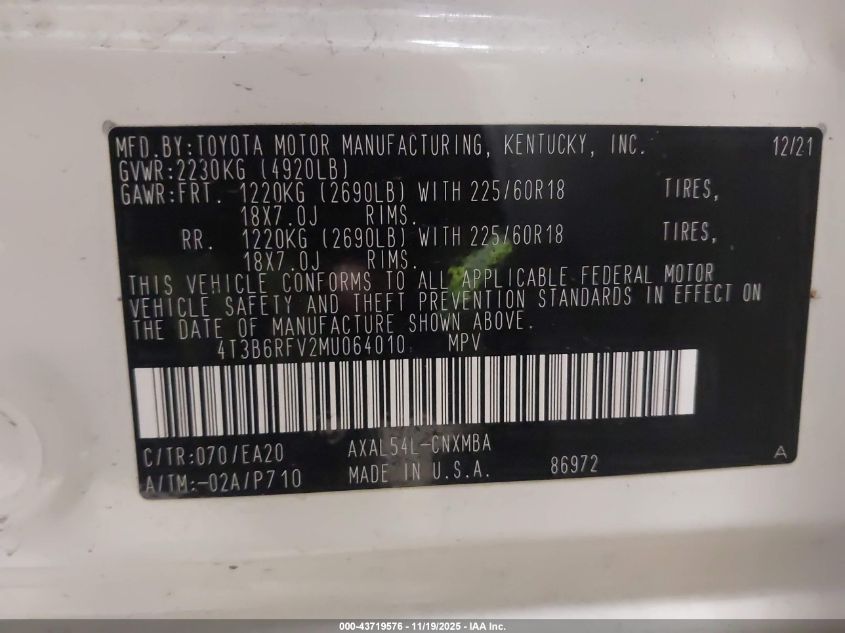 MFD.BY:TOYOTA MOTOR MANUFACTURING, KENTUCKY, INC. 12/21
GVWR:2230KG (4920LB)
GAWR:FRT. 1220KG (2690LB) WITH 225/60R18 TIRES,
18X7.0J RIMS.
RR. 1220KG (2690LB) WITH 225/60R18 TIRES,
18X7.0J RIMS.
THIS VEHICLE CONFORMS TO ALL APPLICABLE FEDERAL MOTOR
VEHICLE SAFETY AND THEFT PREVENTION STANDARDS IN EFFECT ON
THE DATE OF MANUFACTURE SHOWN ABOVE.
4T3B6RFV2MU064010 MPV
C/TR:070/EA20 AXAL54L-CNXMBA
A/TM:-02A/P710 MADE IN U.S.A. 86972 A
000-43719576 - 11/19/2025 - IAA Inc.